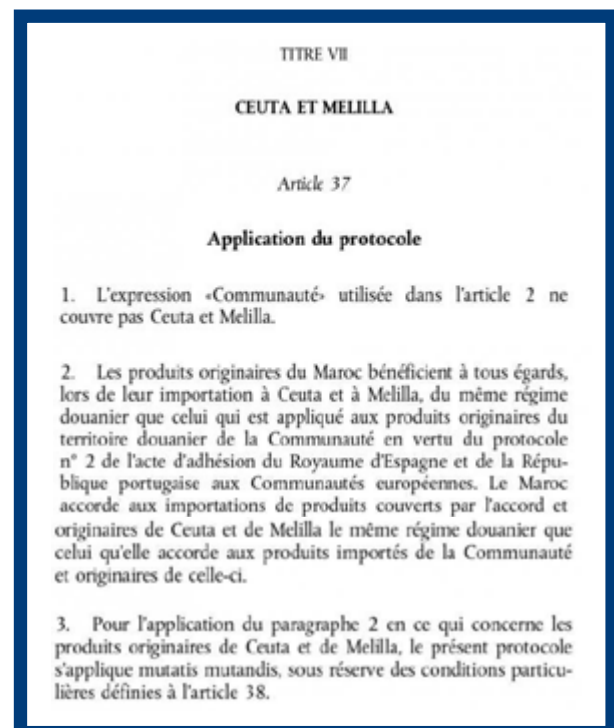 TITRE VII
CEUTA ET MELILLA
Article 37
Application du protocole
1. L'expression «Communauté» utilisée dans l'article 2 ne
couvre pas Ceuta et Melilla.
2. Les produits originaires du Maroc bénéficient à tous égards,
lors de leur importation à Ceuta et à Melilla, du même régime
douanier que celui qui est appliqué aux produits originaires du
territoire douanier de la Communauté en vertu du protocole
n° 2 de l'acte d'adhésion du Royaume d'Espagne et de la Répu-
blique portugaise aux Communautés européennes. Le Maroc
accorde aux importations de produits couverts par l'accord et
originaires de Ceuta et de Melilla le même régime douanier que
celui qu'elle accorde aux produits importés de la Communauté
et originaires de celle-ci.
3. Pour l'application du paragraphe 2 en ce qui concerne les
produits originaires de Ceuta et de Melilla, le présent protocole
s'applique mutatis mutandis, sous réserve des conditions particu-
lières définies à l'article 38.